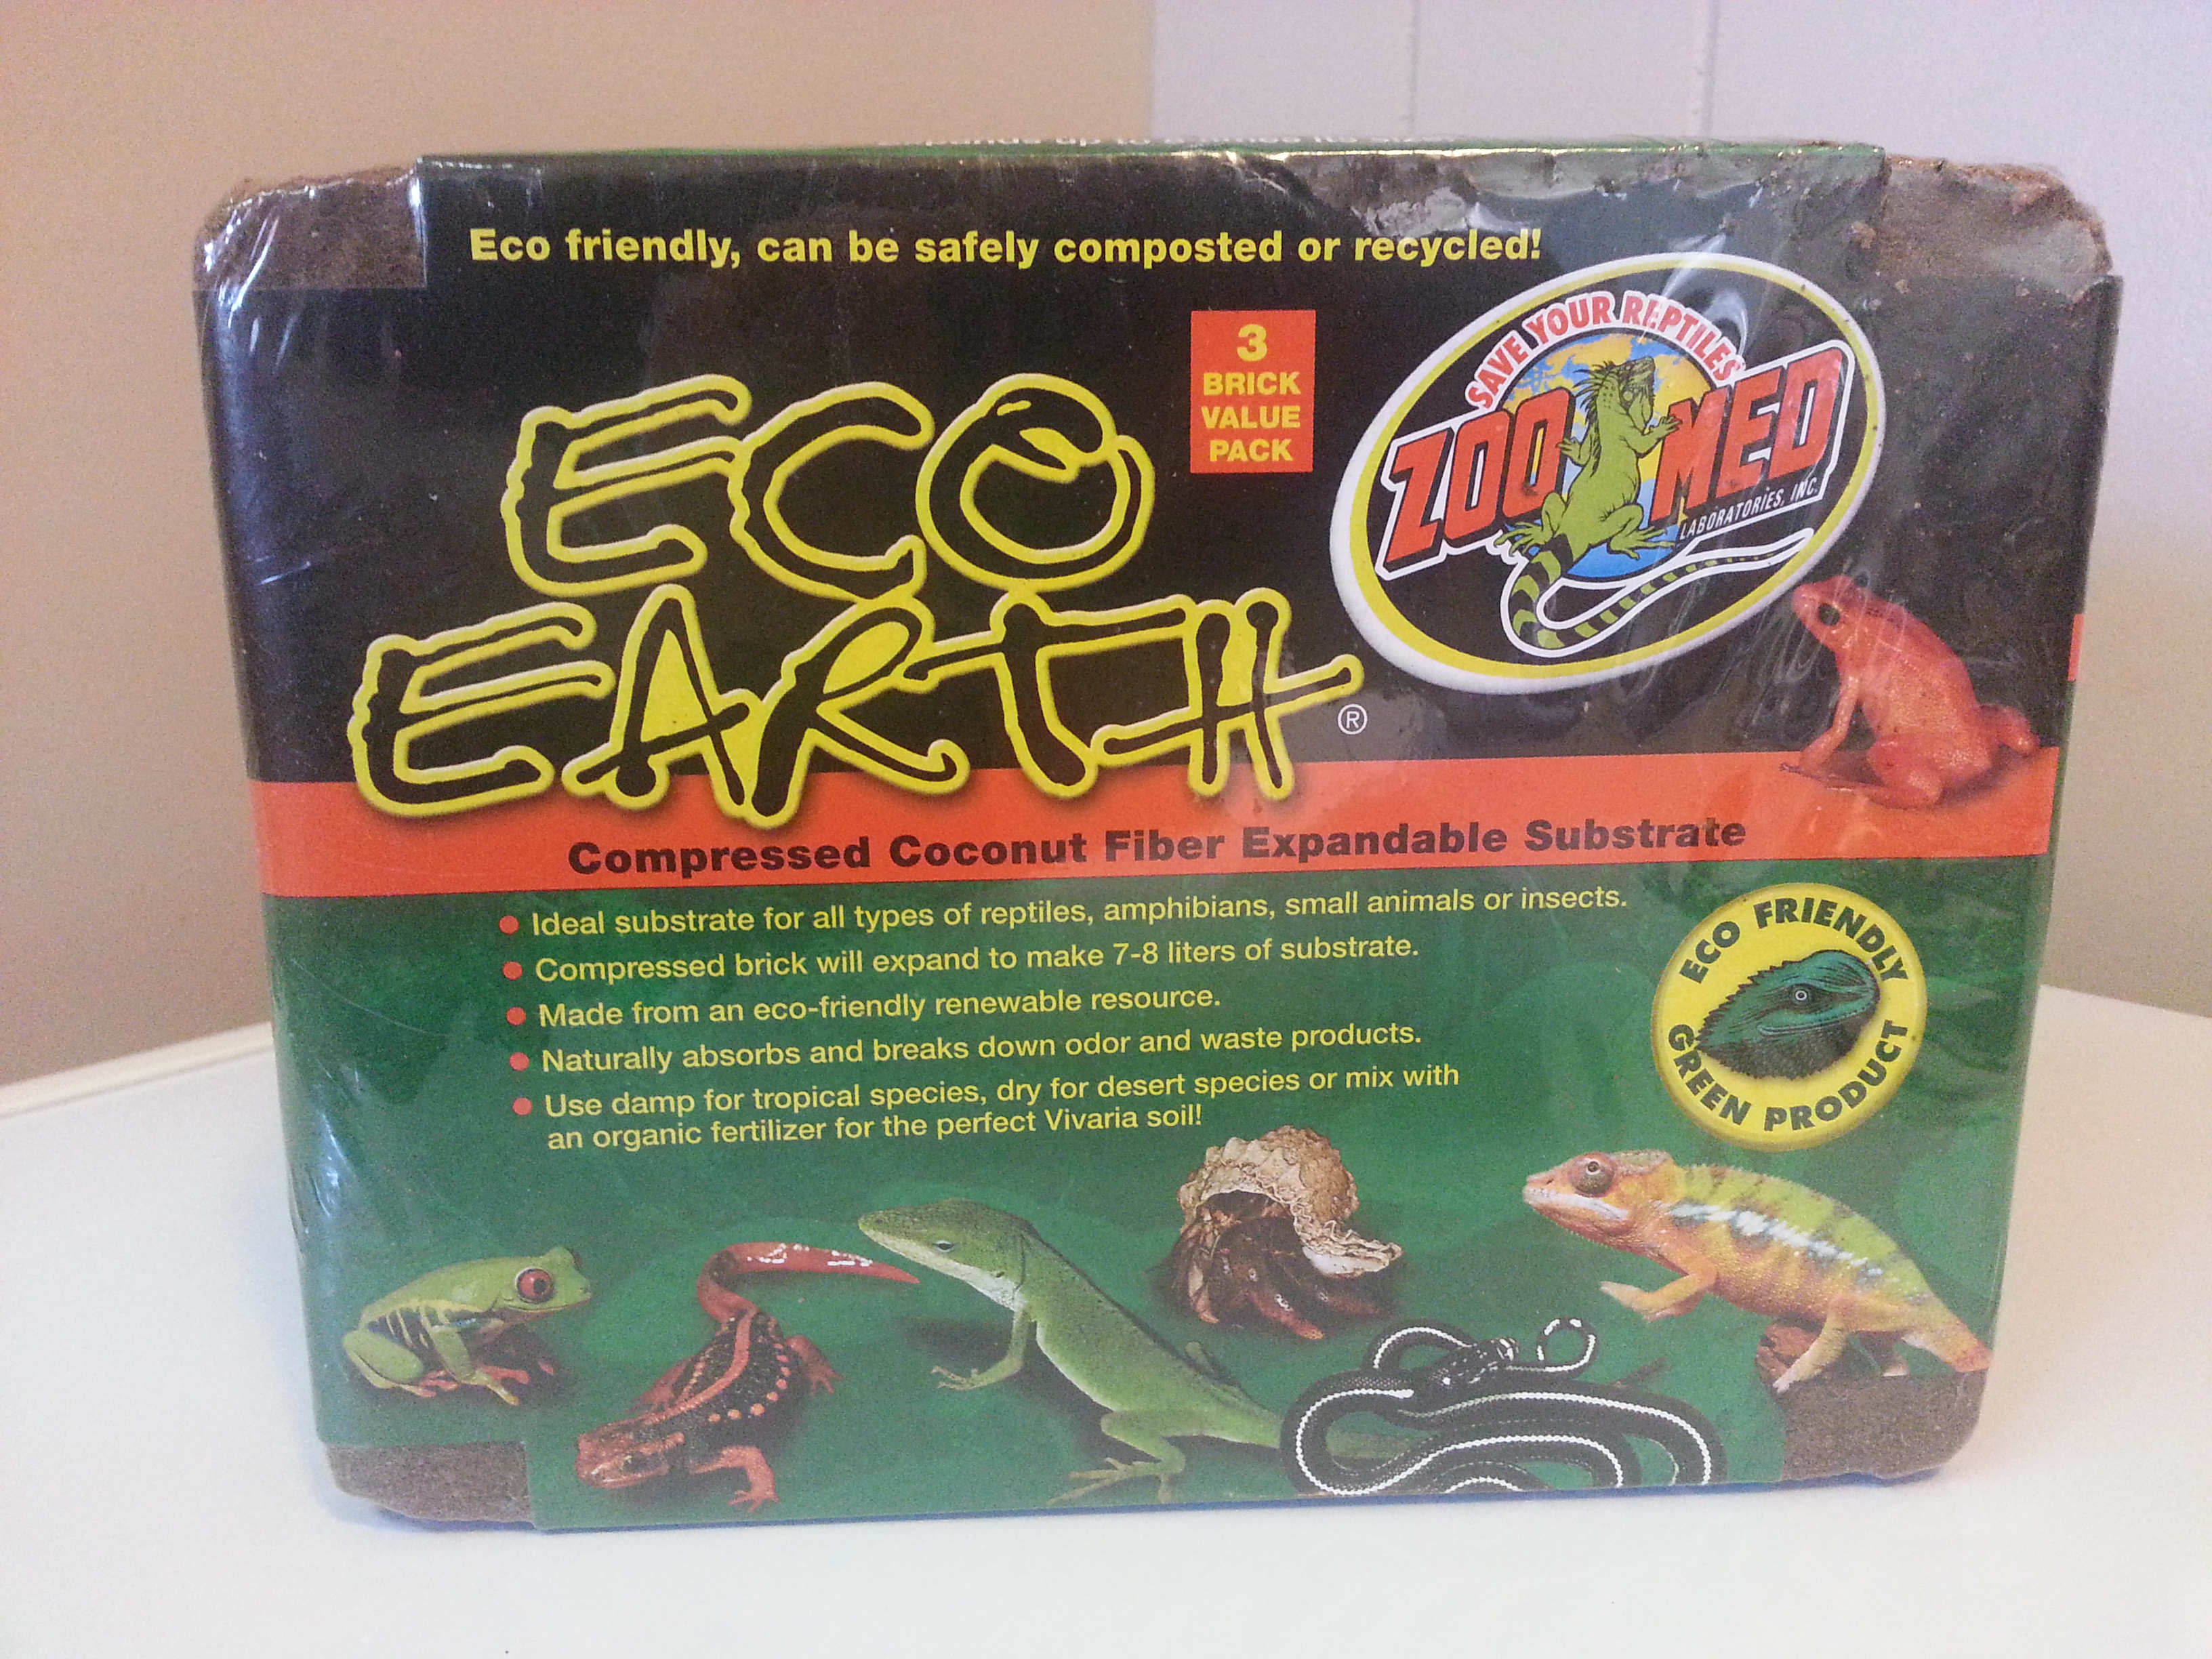 Eco friendly, can be safely composted or recycled!
3
BRICK
VALUE
PACK
SAVE YOUR REPTILES
ZOO MED
LABORATORIES, INC.
ECO
EARTH ®
Compressed Coconut Fiber Expandable Substrate
• Ideal substrate for all types of reptiles, amphibians, small animals or insects.
• Compressed brick will expand to make 7-8 liters of substrate.
• Made from an eco-friendly renewable resource.
• Naturally absorbs and breaks down odor and waste products.
• Use damp for tropical species, dry for desert species or mix with
an organic fertilizer for the perfect Vivaria soil!
ECO FRIENDLY
GREEN PRODUCT